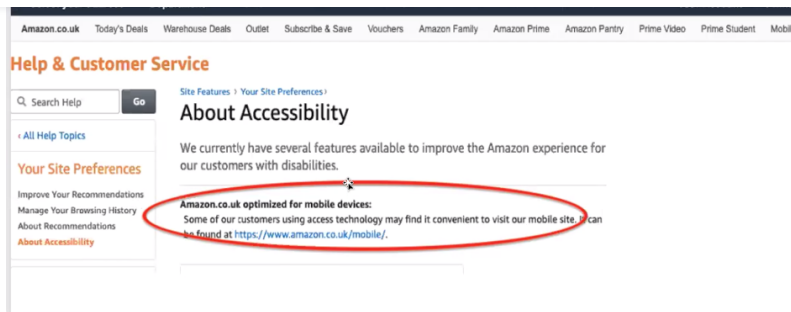 Amazon.co.uk Today's Deals Warehouse Deals Outlet Subscribe & Save Vouchers Amazon Family Amazon Prime Amazon Pantry Prime Video Prime Student Mobil
Help & Customer Service
Search Help Go
‹ All Help Topics
Your Site Preferences
Improve Your Recommendations
Manage Your Browsing History
About Recommendations
About Accessibility
Site Features › Your Site Preferences ›
About Accessibility
We currently have several features available to improve the Amazon experience for
our customers with disabilities.
Amazon.co.uk optimized for mobile devices:
Some of our customers using access technology may find it convenient to visit our mobile site. It can
be found at https://www.amazon.co.uk/mobile/.